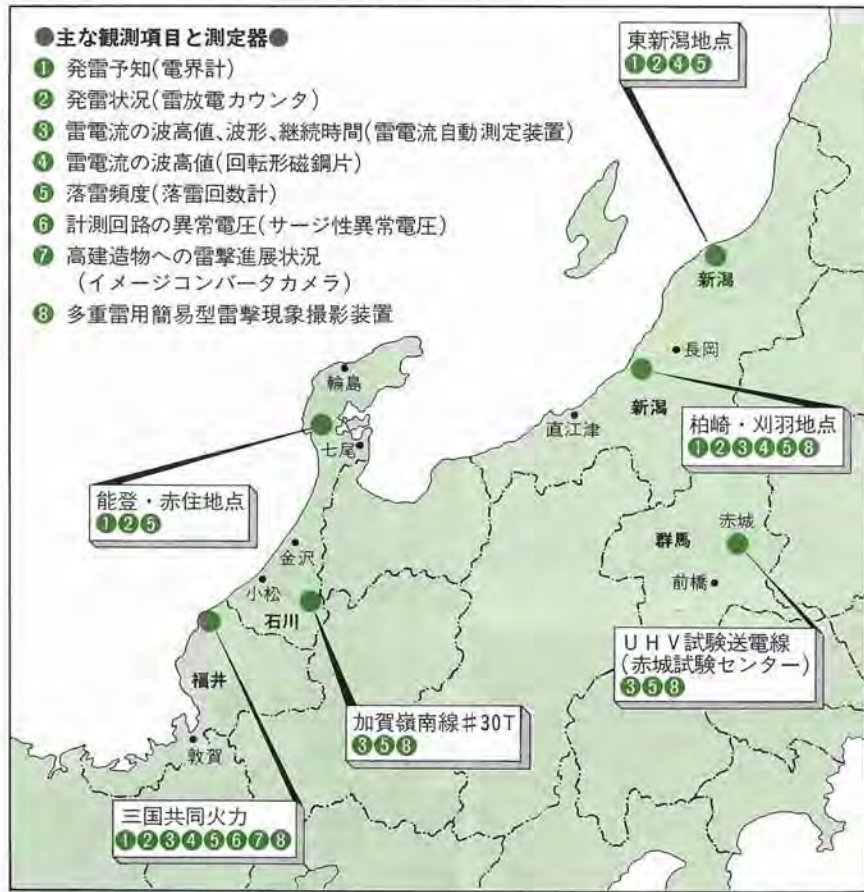 ●主な観測項目と測定器●
❶ 発雷予知(電界計)
❷ 発雷状況(雷放電カウンタ)
❸ 雷電流の波高値、波形、継続時間(雷電流自動測定装置)
❹ 雷電流の波高値(回転形磁鋼片)
❺ 落雷頻度(落雷回数計)
❻ 計測回路の異常電圧(サージ性異常電圧)
❼ 高建造物への雷撃進展状況
(イメージコンバータカメラ)
❽ 多重雷用簡易型雷撃現象撮影装置
東新潟地点
❶❷❹❺
新潟
長岡
新潟
直江津
柏崎・刈羽地点
❶❷❸❹❺❽
輪島
七尾
能登・赤住地点
❶❷❺
金沢
小松
石川
群馬
赤城
前橋
UHV試験送電線
(赤城試験センター)
❸❺❽
福井
敦賀
加賀嶺南線♯30T
❸❺❽
三国共同火力
❶❷❸❹❺❻❼❽